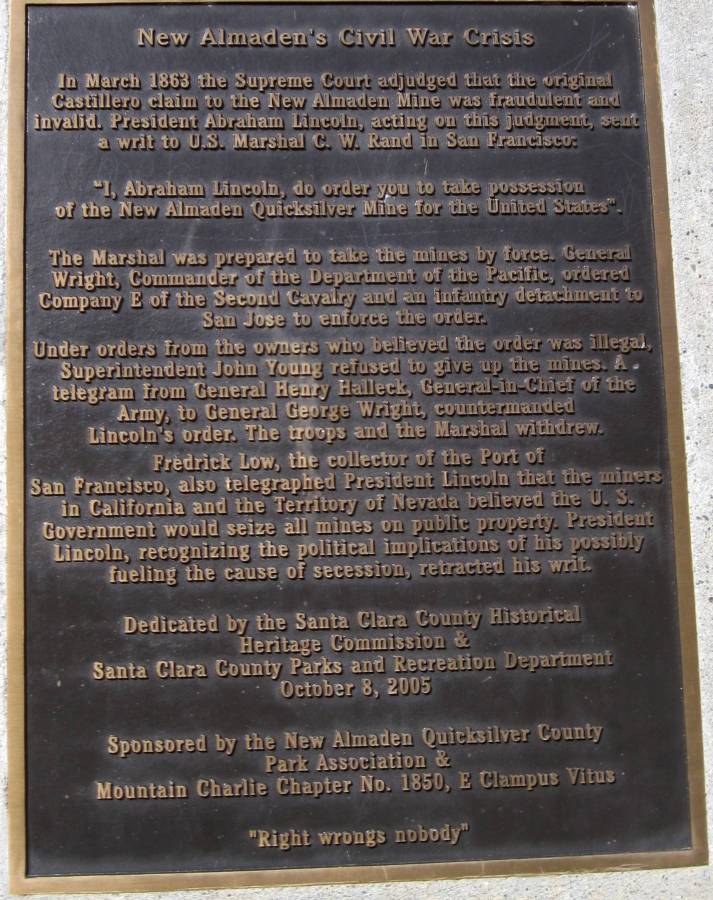 New Almaden's Civil War Crisis
In March 1863 the Supreme Court adjudged that the original
Castillero claim to the New Almaden Mine was fraudulent and
invalid. President Abraham Lincoln, acting on this judgment, sent
a writ to U.S. Marshal C. W. Rand in San Francisco:
"I, Abraham Lincoln, do order you to take possession
of the New Almaden Quicksilver Mine for the United States".
The Marshal was prepared to take the mines by force. General
Wright, Commander of the Department of the Pacific, ordered
Company E of the Second Cavalry and an infantry detachment to
San Jose to enforce the order.
Under orders from the owners who believed the order was illegal,
Superintendent John Young refused to give up the mines. A
telegram from General Henry Halleck, General-in-Chief of the
Army, to General George Wright, countermanded
Lincoln's order. The troops and the Marshal withdrew.
Fredrick Low, the collector of the Port of
San Francisco, also telegraphed President Lincoln that the miners
in California and the Territory of Nevada believed the U. S.
Government would seize all mines on public property. President
Lincoln, recognizing the political implications of his possibly
fueling the cause of secession, retracted his writ.
Dedicated by the Santa Clara County Historical
Heritage Commission &
Santa Clara County Parks and Recreation Department
October 8, 2005
Sponsored by the New Almaden Quicksilver County
Park Association &
Mountain Charlie Chapter No. 1850, E Clampus Vitus
"Right wrongs nobody"